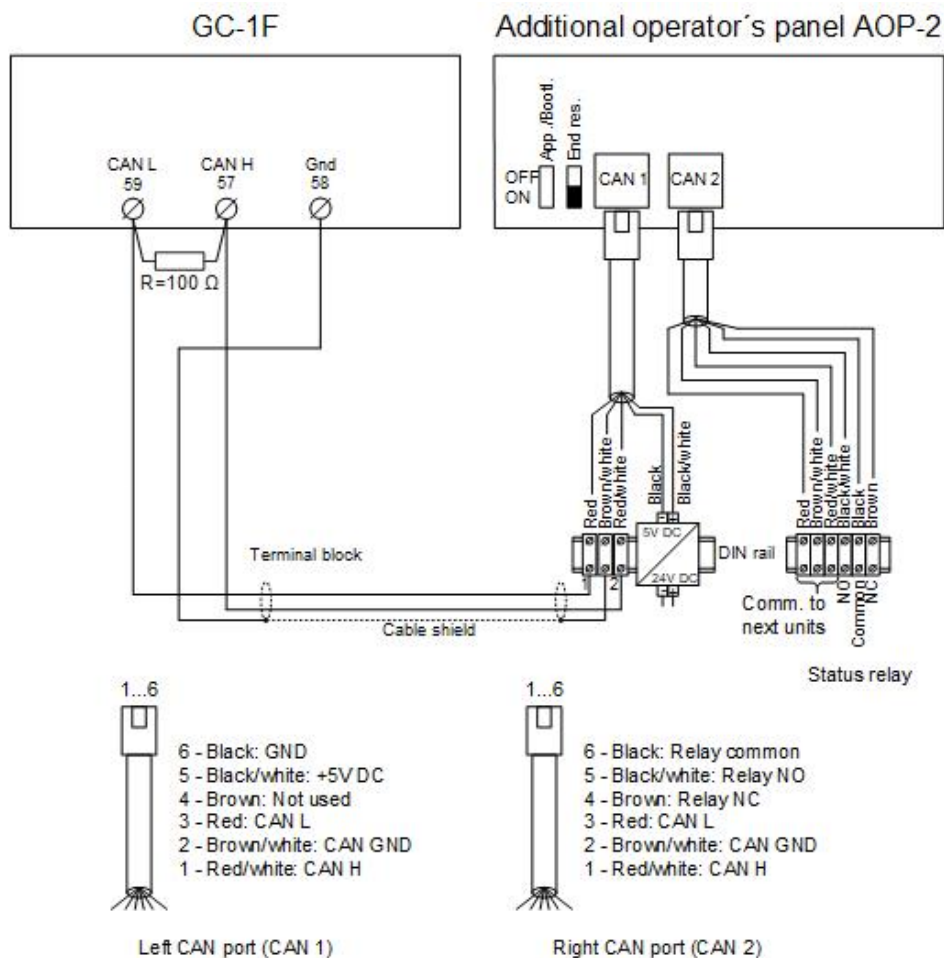 GC-1F
Additional operator´s panel AOP-2
App./Bootl.
End res.
CAN L
59
CAN H
57
Gnd
58
OFF
ON
CAN 1
CAN 2
R=100 Ω
Red
Brown/white
Red/white
Black
Black/white
Red
Brown/white
Red/white
Black/white
Black
Brown
5V DC
- +
24V DC
- +
DIN rail
Terminal block
1
2
Cable shield
Comm. to
next units
NO
Common
NC
Status relay
1...6
6 - Black: GND
5 - Black/white: +5V DC
4 - Brown: Not used
3 - Red: CAN L
2 - Brown/white: CAN GND
1 - Red/white: CAN H
Left CAN port (CAN 1)
1...6
6 - Black: Relay common
5 - Black/white: Relay NO
4 - Brown: Relay NC
3 - Red: CAN L
2 - Brown/white: CAN GND
1 - Red/white: CAN H
Right CAN port (CAN 2)